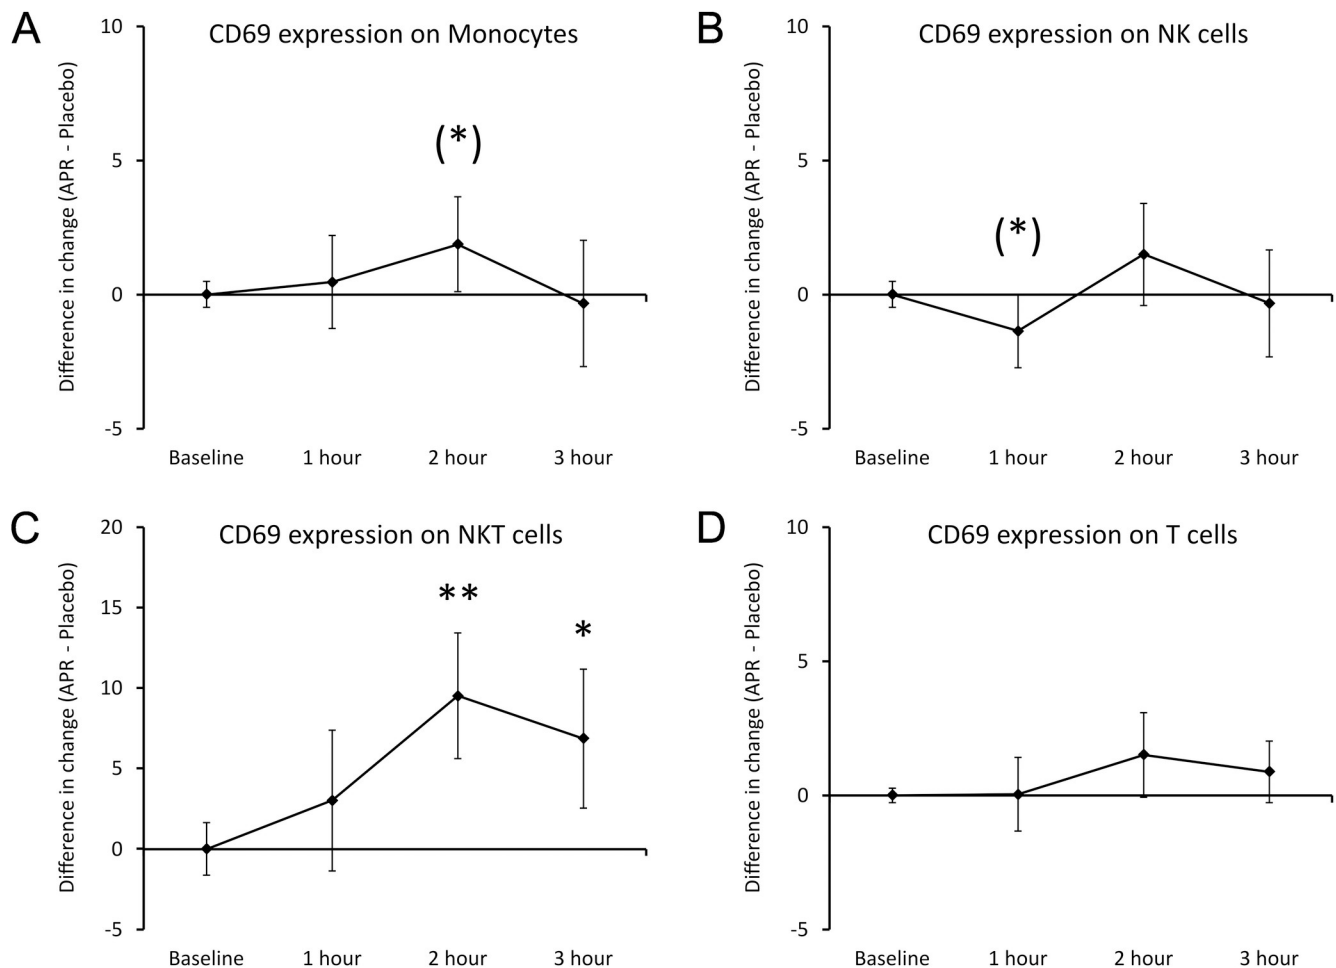 A
CD69 expression on Monocytes
Difference in change (APR - Placebo)
10
5
0
-5
(*)
Baseline 1 hour 2 hour 3 hour
B
CD69 expression on NK cells
Difference in change (APR - Placebo)
10
5
0
-5
(*)
Baseline 1 hour 2 hour 3 hour
C
CD69 expression on NKT cells
Difference in change (APR - Placebo)
20
15
10
5
0
-5
**
*
Baseline 1 hour 2 hour 3 hour
D
CD69 expression on T cells
Difference in change (APR - Placebo)
10
5
0
-5
Baseline 1 hour 2 hour 3 hour